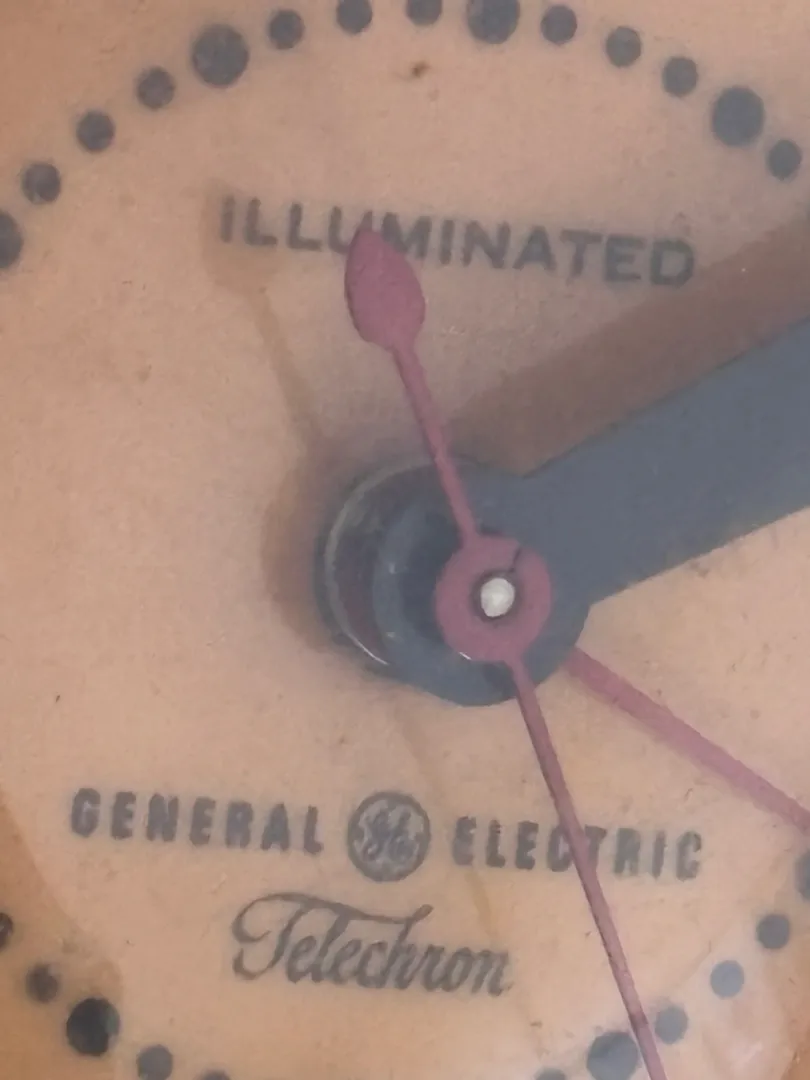 ILLUMINATED
GENERAL GE ELECTRIC
Telechron